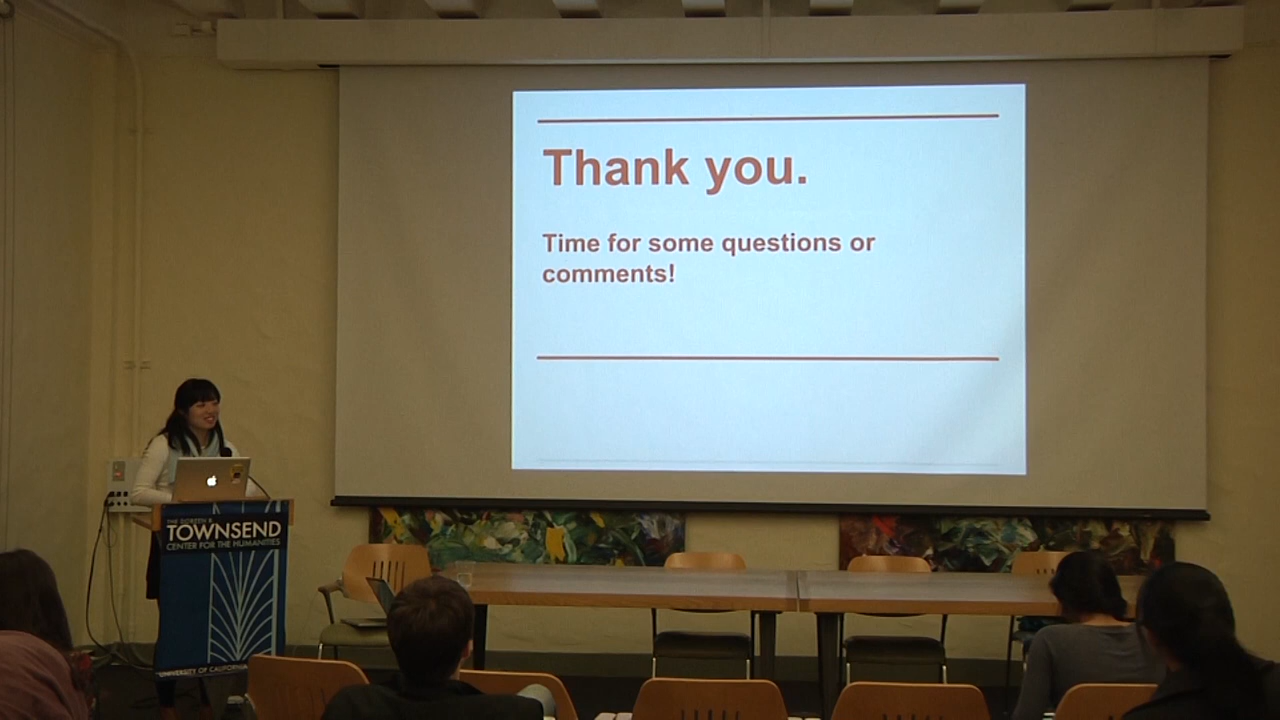 Thank you.
Time for some questions or
comments!
THE DOREEN B.
TOWNSEND
CENTER FOR THE HUMANITIES
UNIVERSITY OF CALIFORNIA